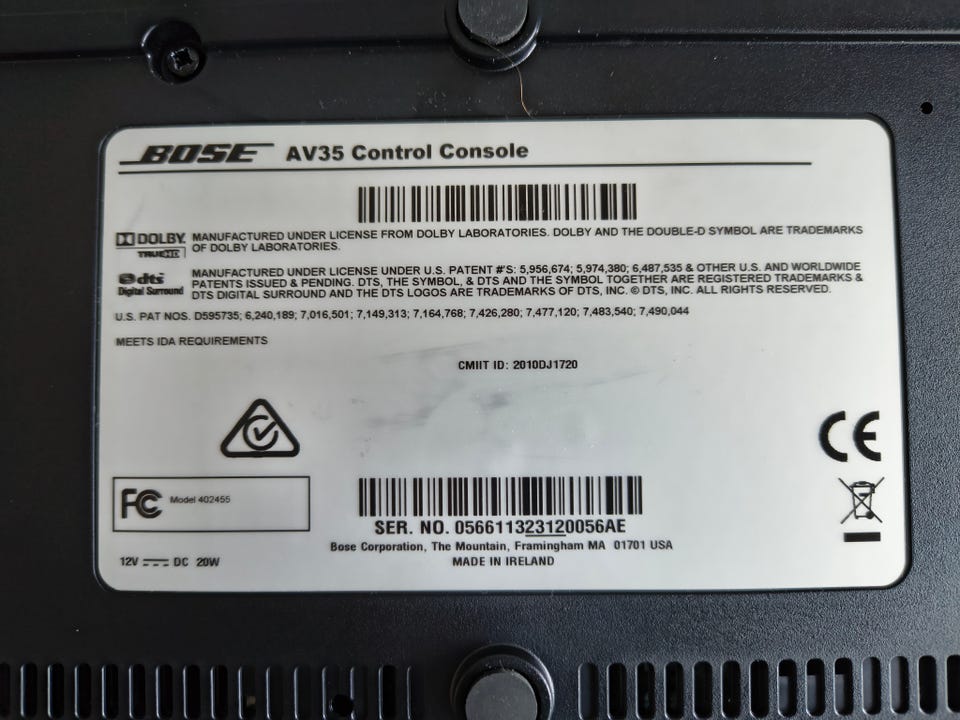 BOSE AV35 Control Console
DOLBY TRUEHD
MANUFACTURED UNDER LICENSE FROM DOLBY LABORATORIES. DOLBY AND THE DOUBLE-D SYMBOL ARE TRADEMARKS
OF DOLBY LABORATORIES.
dts Digital Surround
MANUFACTURED UNDER LICENSE UNDER U.S. PATENT #'S: 5,956,674; 5,974,380; 6,487,535 & OTHER U.S. AND WORLDWIDE
PATENTS ISSUED & PENDING. DTS, THE SYMBOL, & DTS AND THE SYMBOL TOGETHER ARE REGISTERED TRADEMARKS &
DTS DIGITAL SURROUND AND THE DTS LOGOS ARE TRADEMARKS OF DTS, INC. © DTS, INC. ALL RIGHTS RESERVED.
U.S. PAT NOS. D595735; 6,240,189; 7,016,501; 7,149,313; 7,164,768; 7,426,280; 7,477,120; 7,483,540; 7,490,044
MEETS IDA REQUIREMENTS
CMIIT ID: 2010DJ1720
CE
FC Model 402455
SER. NO. 056611323120056AE
Bose Corporation, The Mountain, Framingham MA 01701 USA
MADE IN IRELAND
12V DC 20W